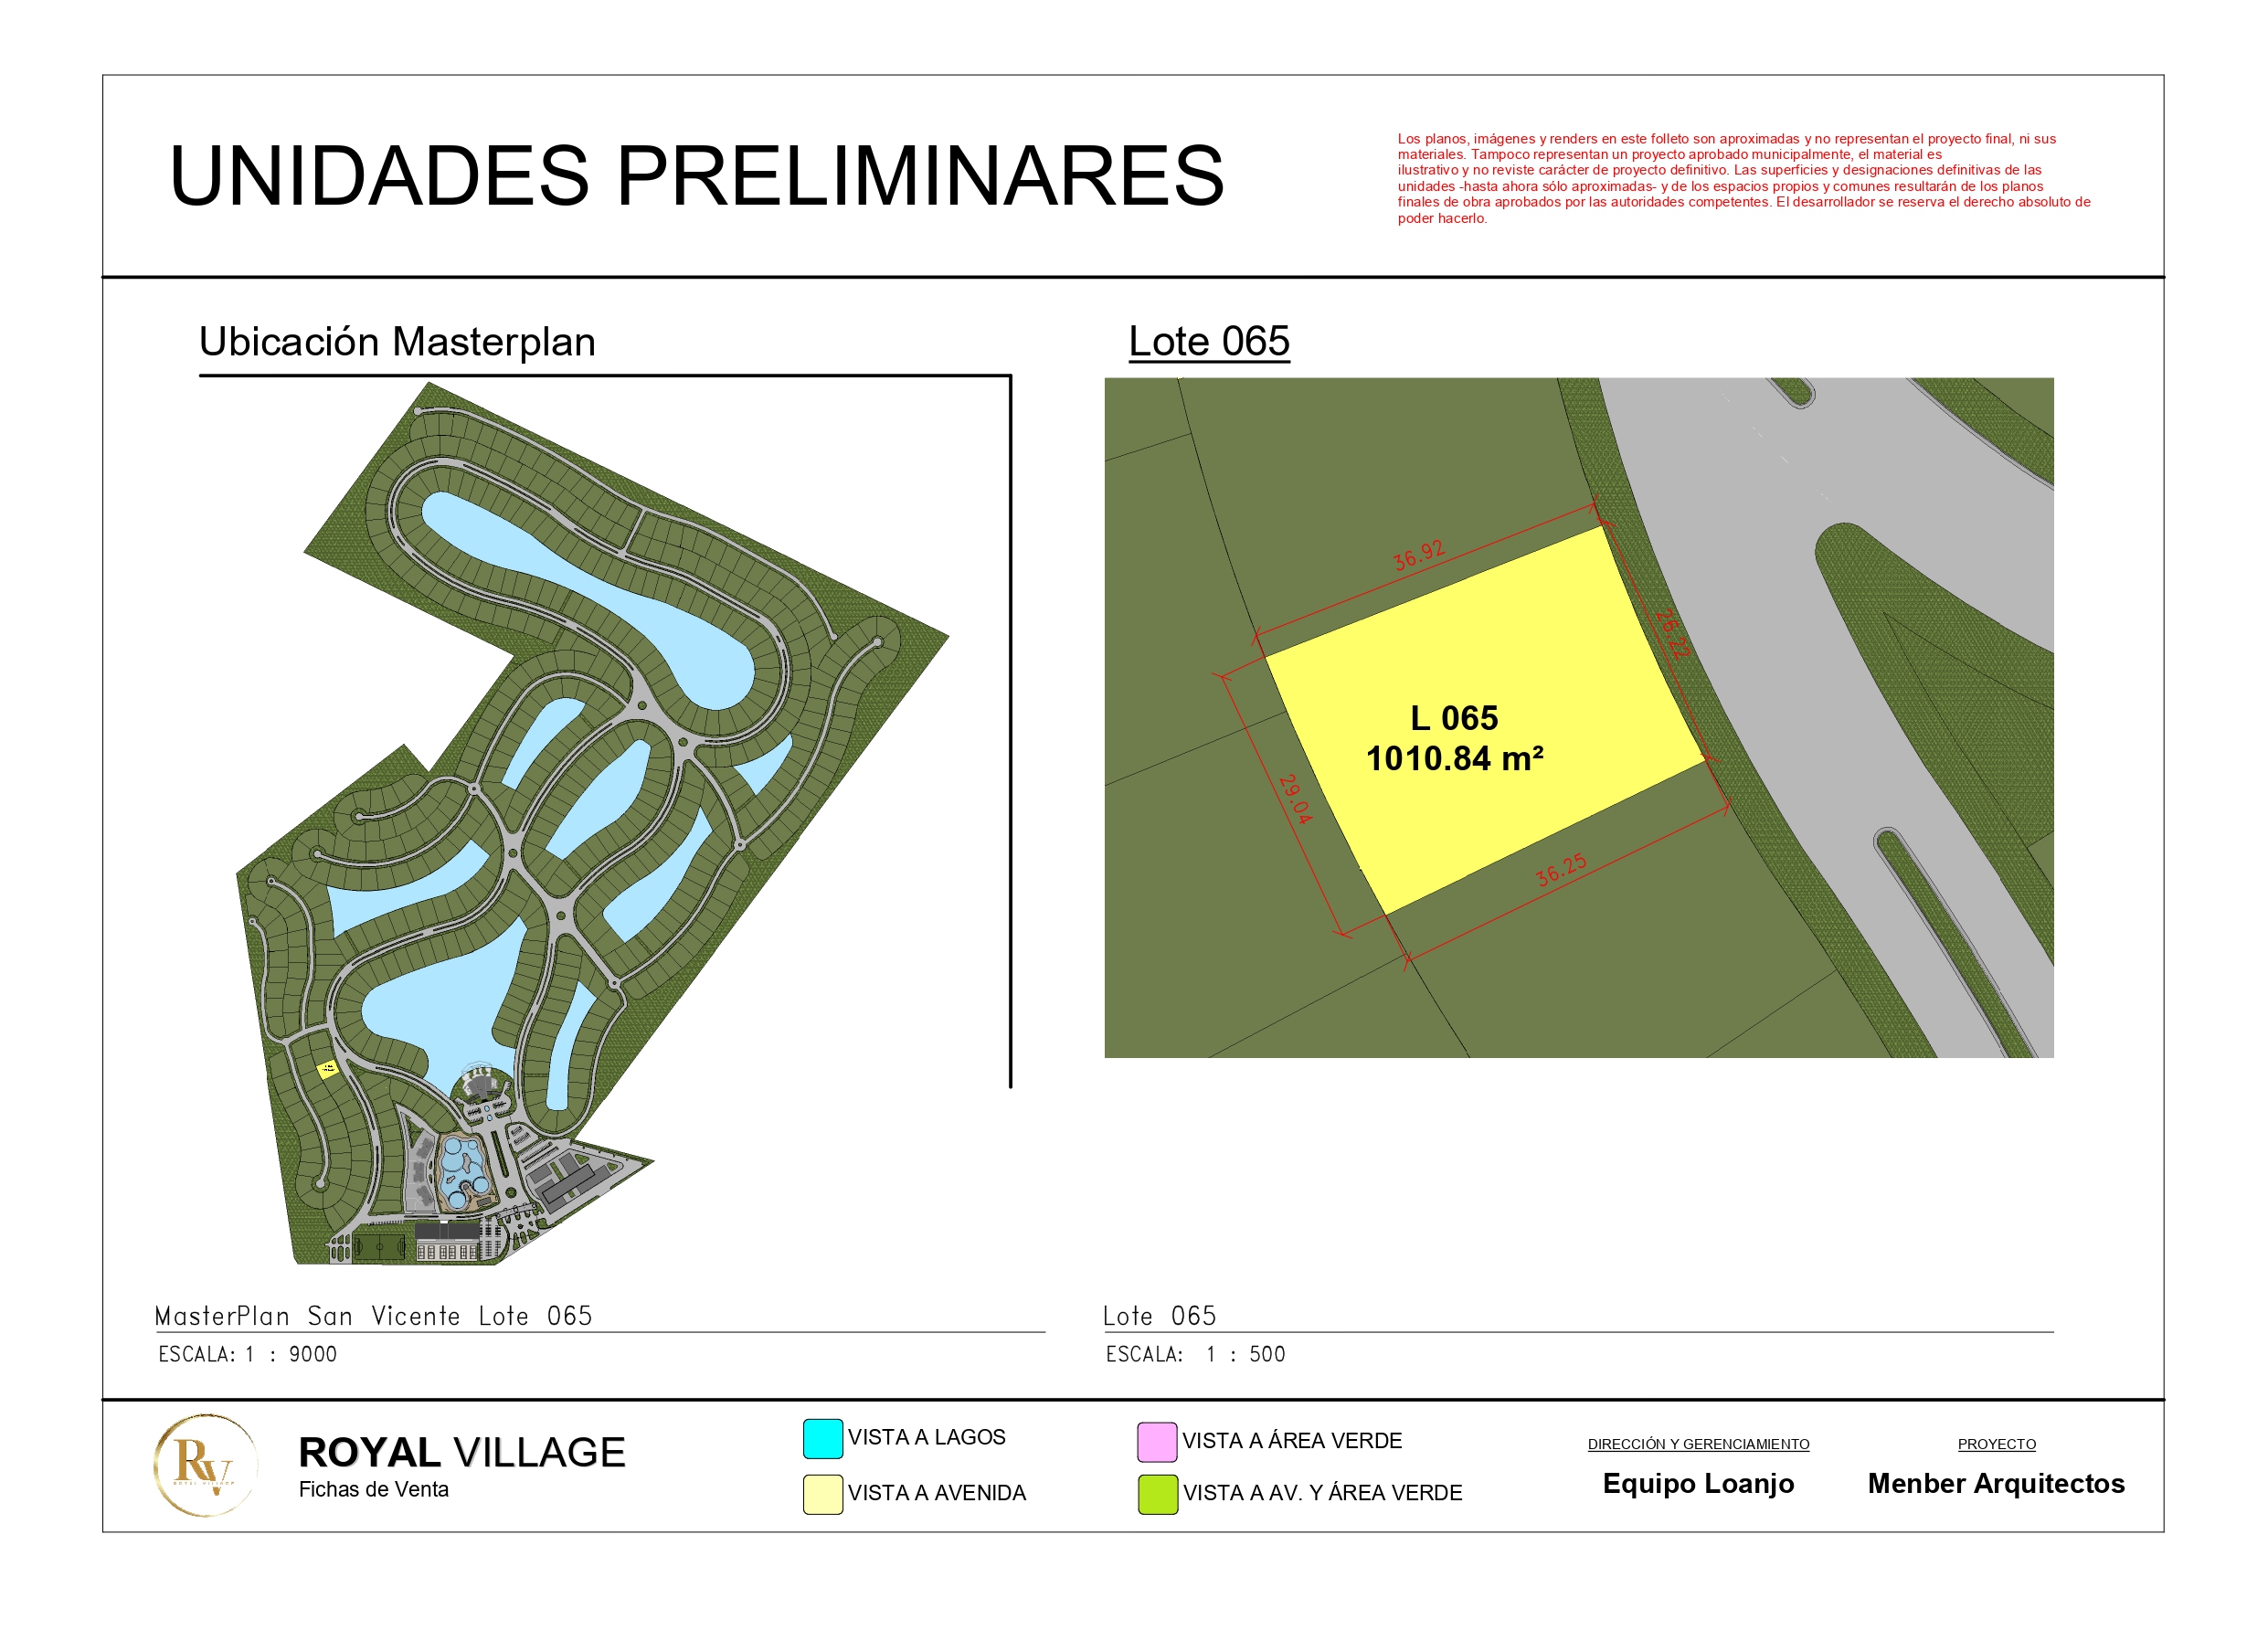 UNIDADES PRELIMINARES
Los planos, imágenes y renders en este folleto son aproximadas y no representan el proyecto final, ni sus
materiales. Tampoco representan un proyecto aprobado municipalmente, el material es
ilustrativo y no reviste carácter de proyecto definitivo. Las superficies y designaciones definitivas de las
unidades -hasta ahora sólo aproximadas- y de los espacios propios y comunes resultarán de los planos
finales de obra aprobados por las autoridades competentes. El desarrollador se reserva el derecho absoluto de
poder hacerlo.
Ubicación Masterplan
Lote 065
36.92
26.22
L 065
1010.84 m²
29.04
36.25
MasterPlan San Vicente Lote 065
ESCALA: 1 : 9000
Lote 065
ESCALA: 1 : 500
RV
ROYAL VILLAGE
ROYAL VILLAGE
Fichas de Venta
VISTA A LAGOS
VISTA A AVENIDA
VISTA A ÁREA VERDE
VISTA A AV. Y ÁREA VERDE
DIRECCIÓN Y GERENCIAMIENTO
Equipo Loanjo
PROYECTO
Menber Arquitectos